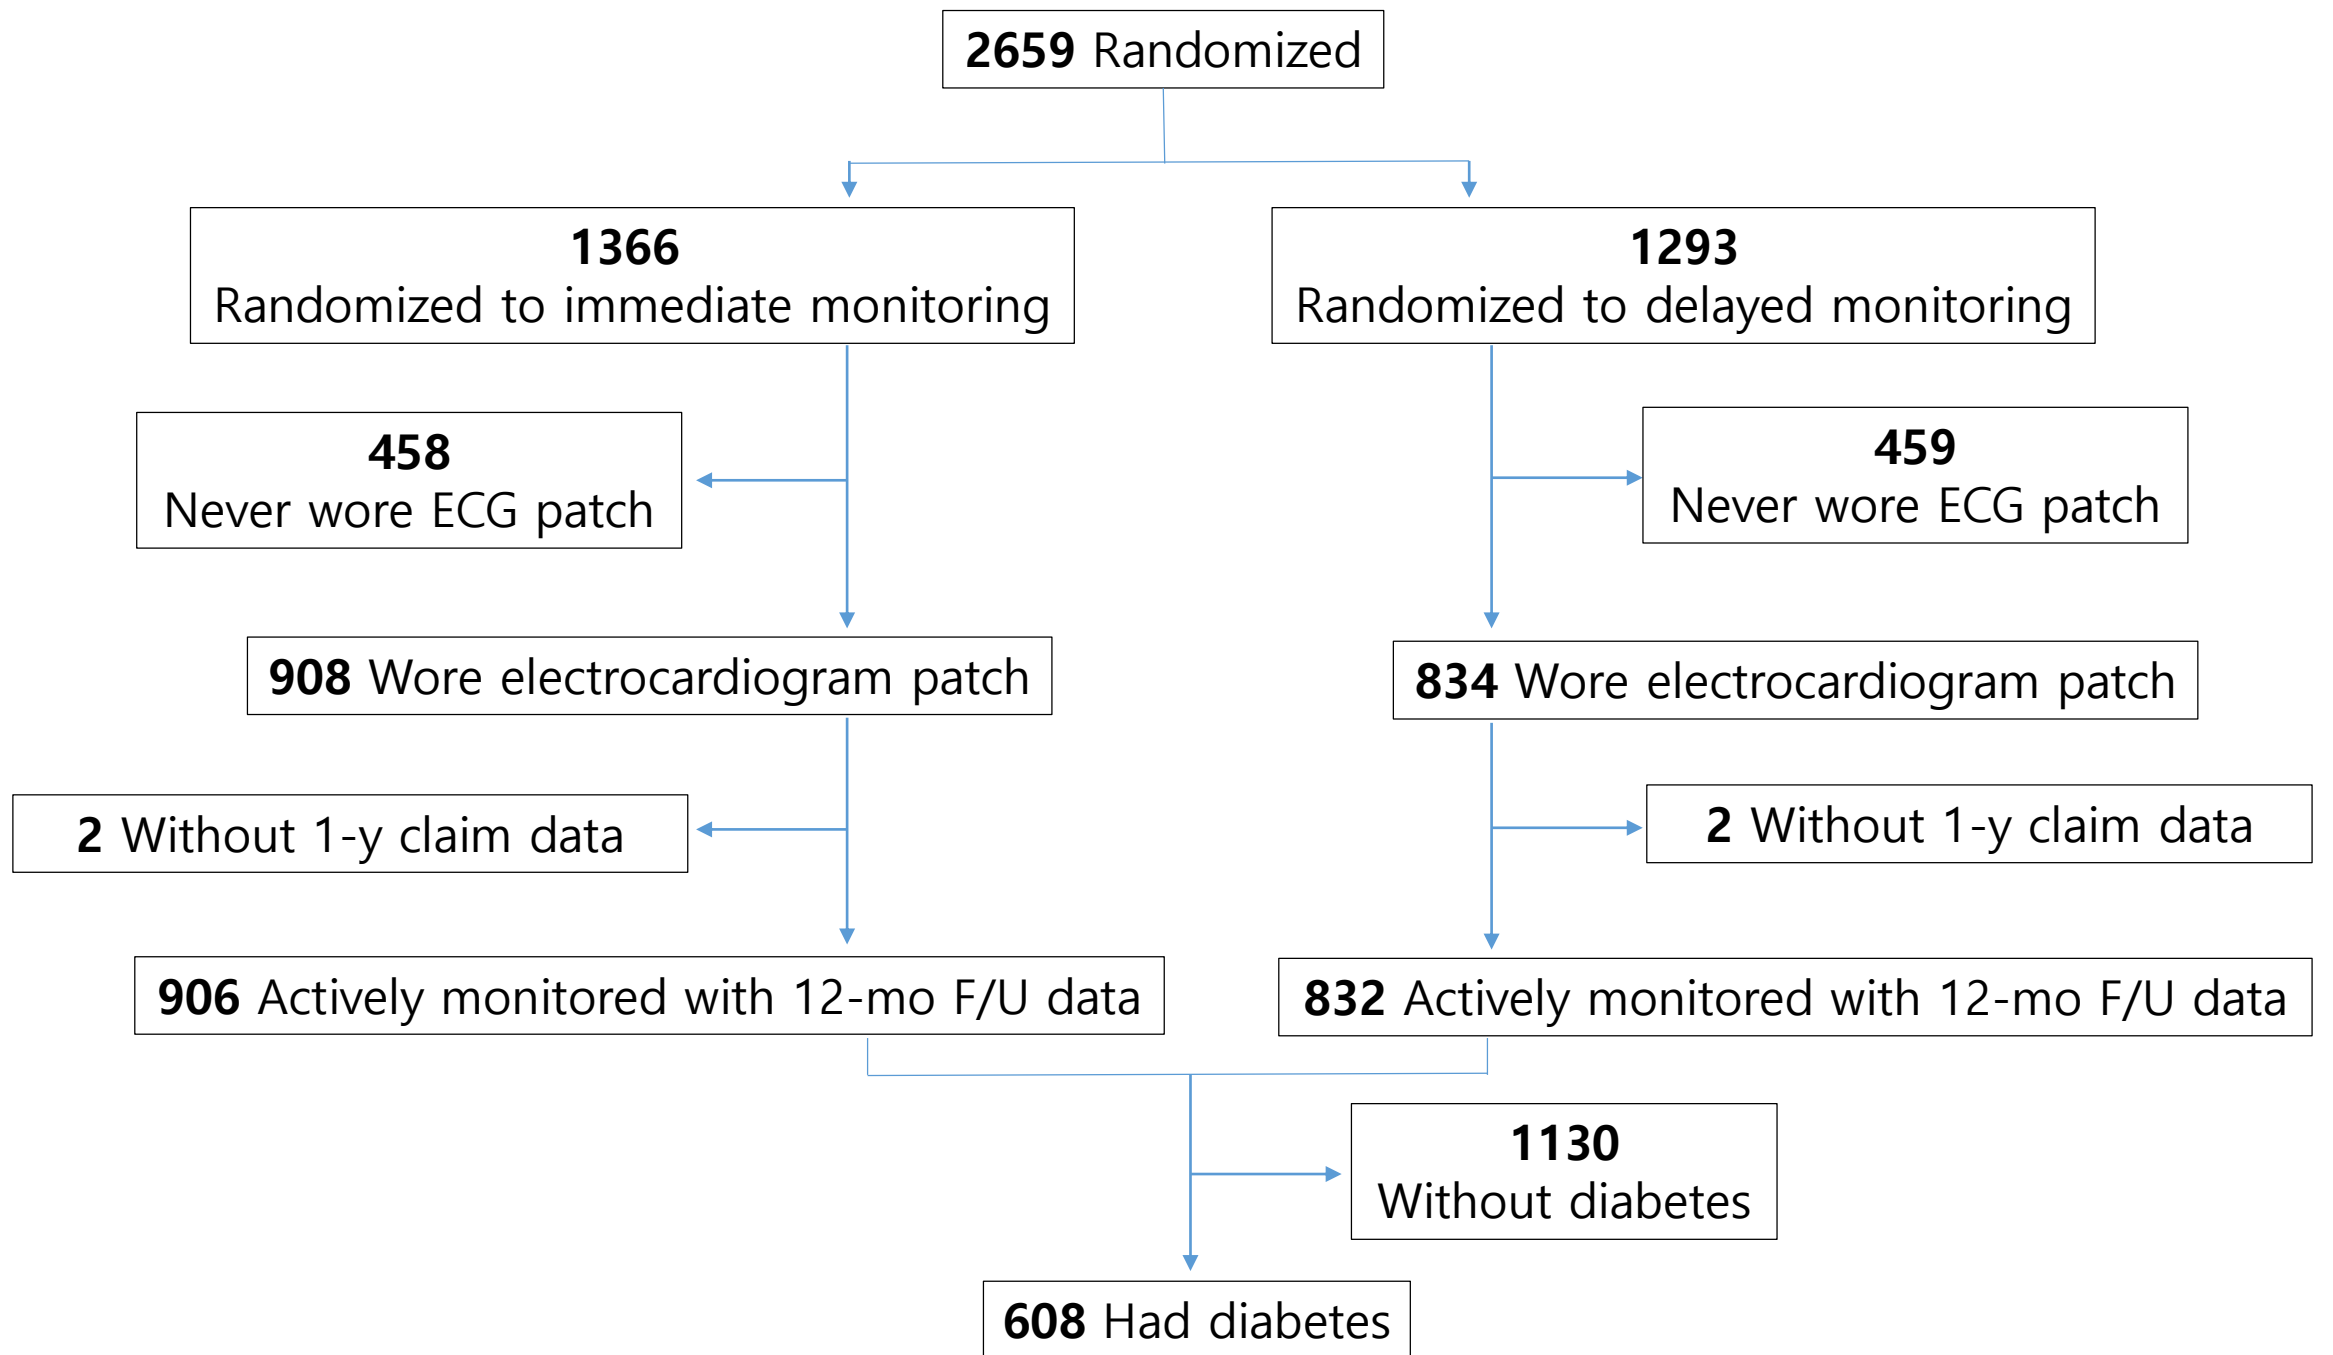 2659 Randomized
1366
Randomized to immediate monitoring
1293
Randomized to delayed monitoring
458
Never wore ECG patch
459
Never wore ECG patch
908 Wore electrocardiogram patch
834 Wore electrocardiogram patch
2 Without 1-y claim data
2 Without 1-y claim data
906 Actively monitored with 12-mo F/U data
832 Actively monitored with 12-mo F/U data
1130
Without diabetes
608 Had diabetes